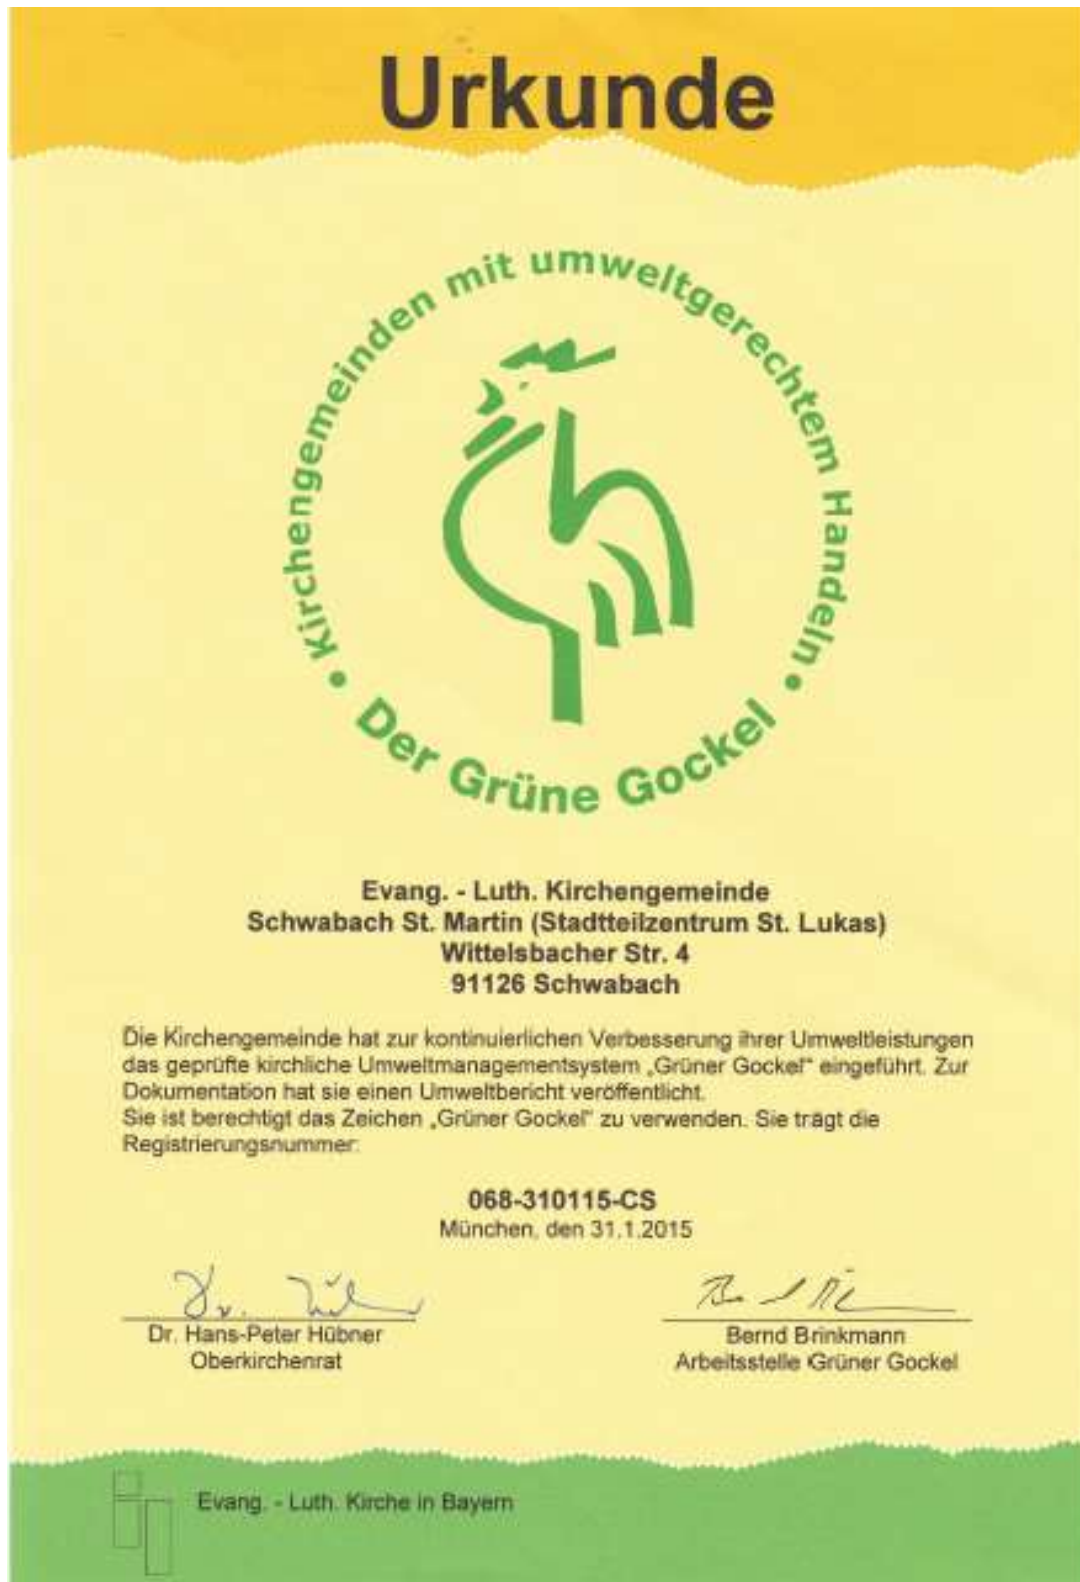 Urkunde
• Kirchengemeinden mit umweltgerechtem Handeln •
Der Grüne Gockel
Evang. - Luth. Kirchengemeinde
Schwabach St. Martin (Stadtteilzentrum St. Lukas)
Wittelsbacher Str. 4
91126 Schwabach
Die Kirchengemeinde hat zur kontinuierlichen Verbesserung ihrer Umweltleistungen
das geprüfte kirchliche Umweltmanagementsystem „Grüner Gockel“ eingeführt. Zur
Dokumentation hat sie einen Umweltbericht veröffentlicht.
Sie ist berechtigt das Zeichen „Grüner Gockel“ zu verwenden. Sie trägt die
Registrierungsnummer:
068-310115-CS
München, den 31.1.2015
Dr. Hans-Peter Hübner
Oberkirchenrat
Bernd Brinkmann
Arbeitsstelle Grüner Gockel
Evang. - Luth. Kirche in Bayern